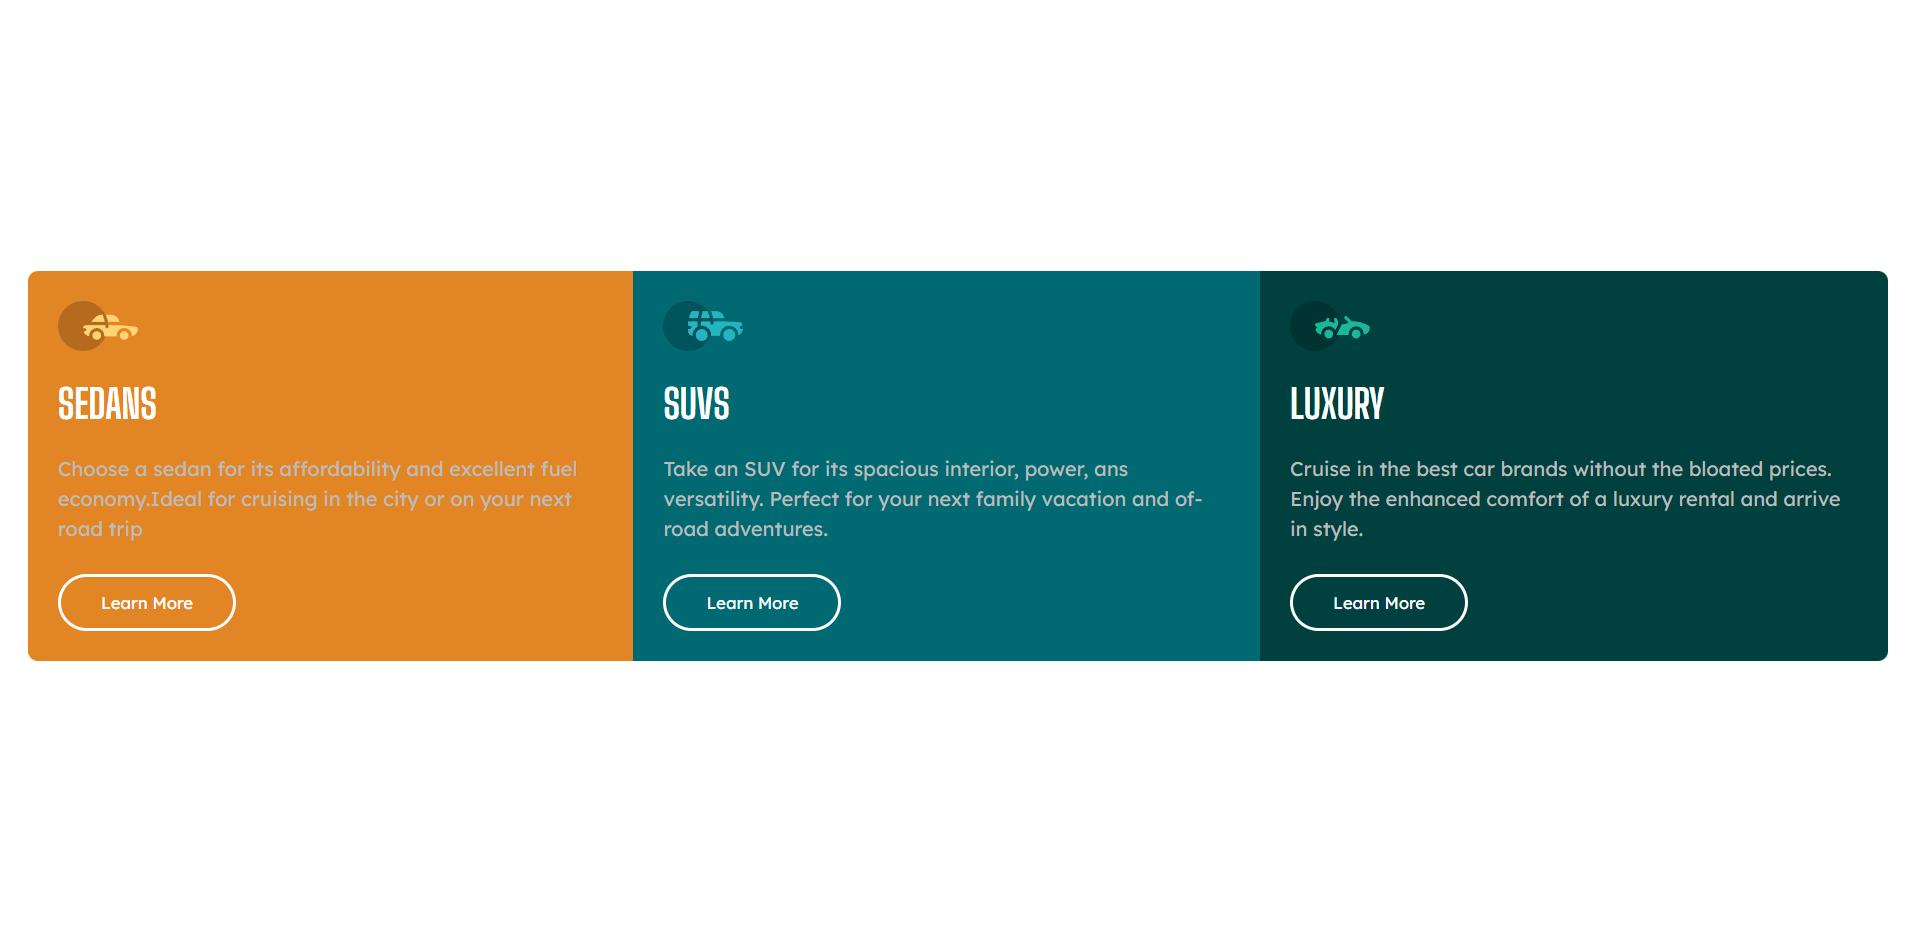 SEDANS
Choose a sedan for its affordability and excellent fuel
economy.Ideal for cruising in the city or on your next
road trip
Learn More
SUVS
Take an SUV for its spacious interior, power, ans
versatility. Perfect for your next family vacation and of-
road adventures.
Learn More
LUXURY
Cruise in the best car brands without the bloated prices.
Enjoy the enhanced comfort of a luxury rental and arrive
in style.
Learn More